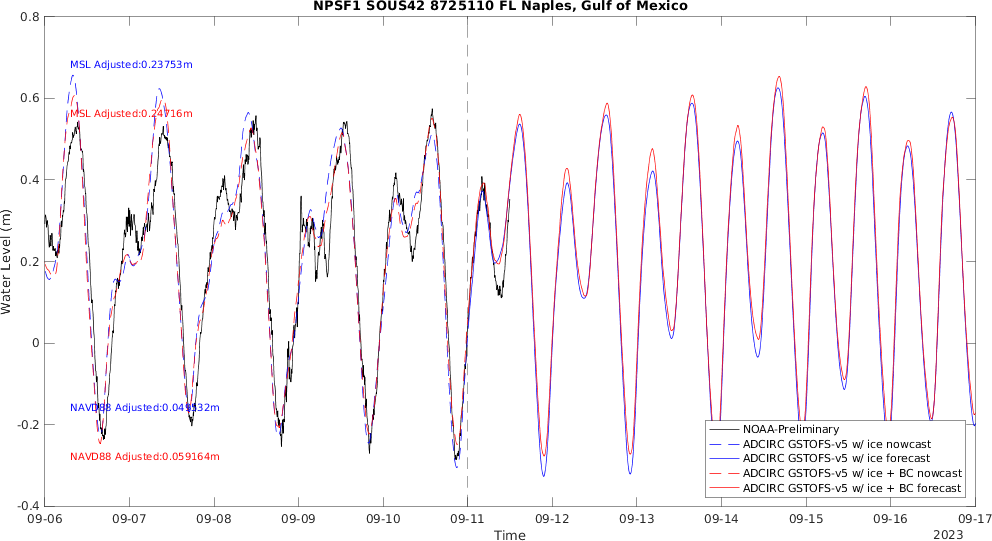 NPSF1 SOUS42 8725110 FL Naples, Gulf of Mexico
0.8
0.6
0.4
0.2
0
-0.2
-0.4
Water Level (m)
MSL Adjusted:0.23753m
MSL Adjusted:0.24716m
NAVD88 Adjusted:0.049532m
NAVD88 Adjusted:0.059164m
NOAA-Preliminary
ADCIRC GSTOFS-v5 w/ ice nowcast
ADCIRC GSTOFS-v5 w/ ice forecast
ADCIRC GSTOFS-v5 w/ ice + BC nowcast
ADCIRC GSTOFS-v5 w/ ice + BC forecast
09-06 09-07 09-08 09-09 09-10 09-11 09-12 09-13 09-14 09-15 09-16 09-17
Time
2023